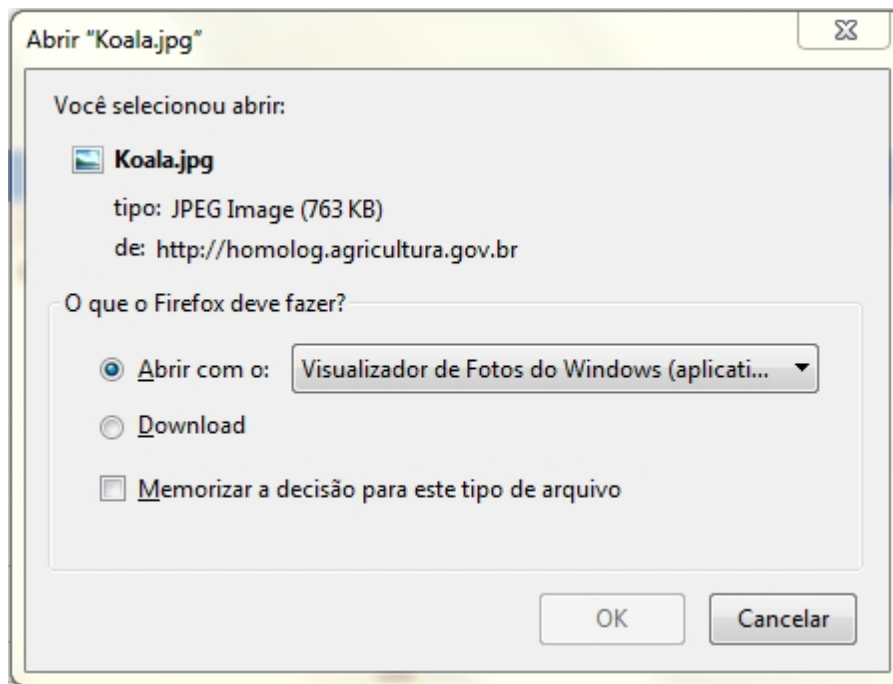 Abrir “Koala.jpg”
Você selecionou abrir:
Koala.jpg
tipo: JPEG Image (763 KB)
de: http://homolog.agricultura.gov.br
O que o Firefox deve fazer?
Abrir com o: Visualizador de Fotos do Windows (aplicati...
Download
Memorizar a decisão para este tipo de arquivo
OK Cancelar